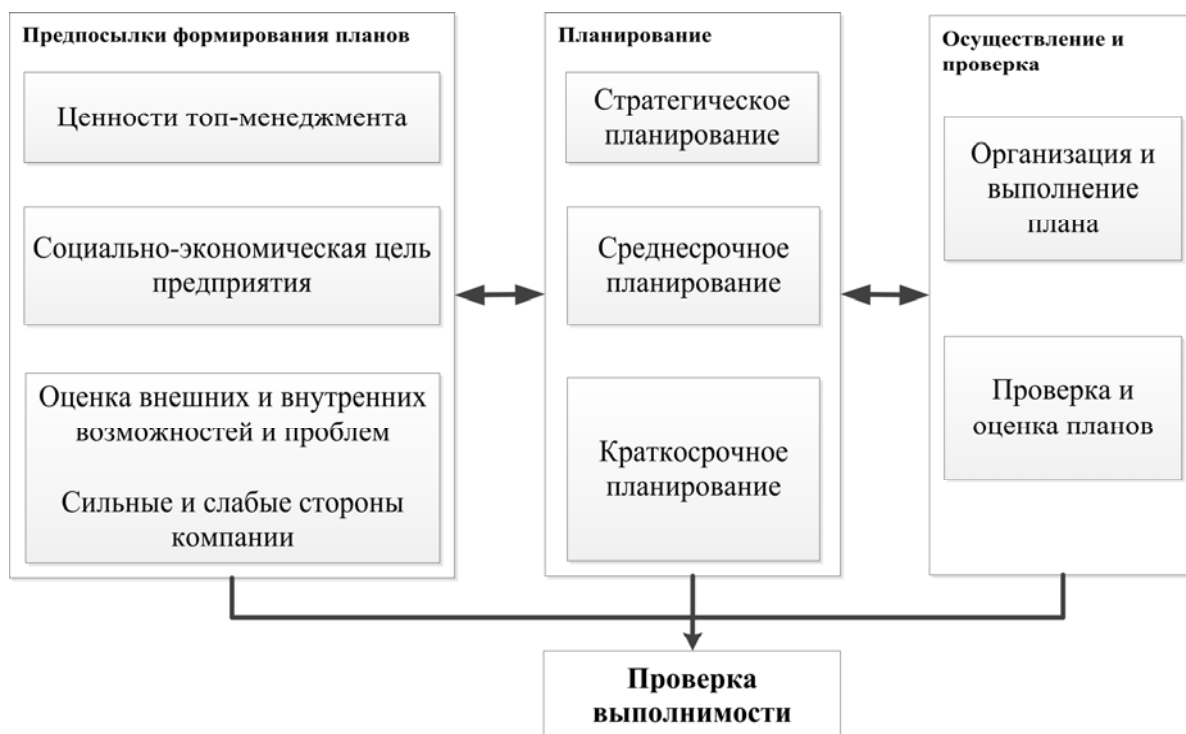 Предпосылки формирования планов
Ценности топ-менеджмента
Социально-экономическая цель
предприятия
Оценка внешних и внутренних
возможностей и проблем
Сильные и слабые стороны
компании
Планирование
Стратегическое
планирование
Среднесрочное
планирование
Краткосрочное
планирование
Осуществление и
проверка
Организация и
выполнение
плана
Проверка и
оценка планов
Проверка
выполнимости